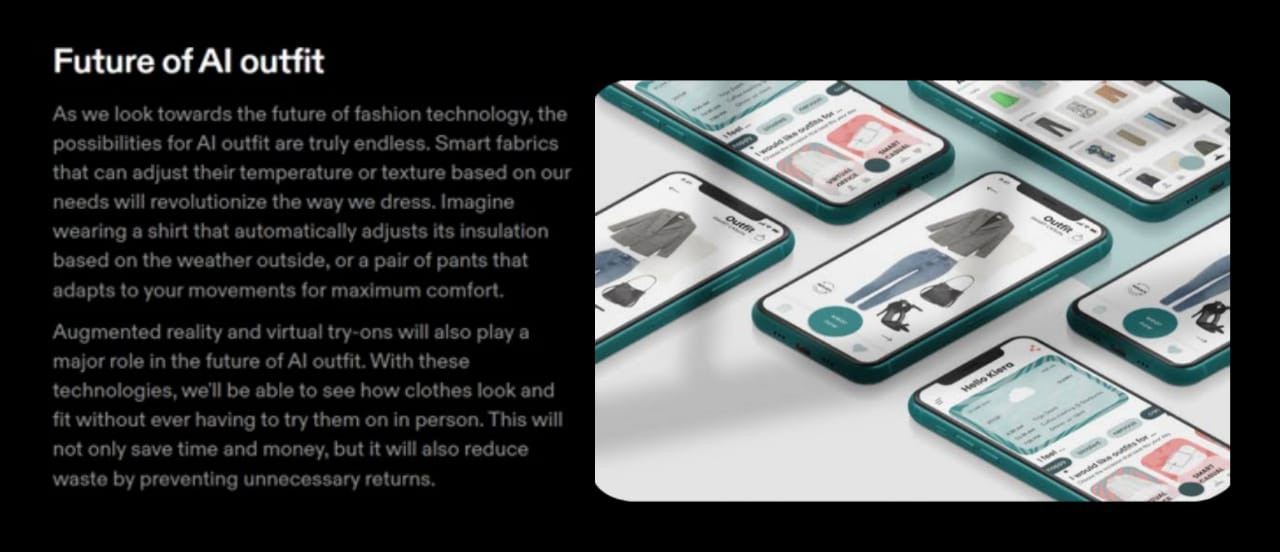 Future of AI outfit
As we look towards the future of fashion technology, the
possibilities for AI outfit are truly endless. Smart fabrics
that can adjust their temperature or texture based on our
needs will revolutionize the way we dress. Imagine
wearing a shirt that automatically adjusts its insulation
based on the weather outside, or a pair of pants that
adapts to your movements for maximum comfort.
Augmented reality and virtual try-ons will also play a
major role in the future of AI outfit. With these
technologies, we'll be able to see how clothes look and
fit without ever having to try them on in person. This will
not only save time and money, but it will also reduce
waste by preventing unnecessary returns.
I feel ...
nervous
I would like outfits for ...
VIRTUAL
OFFICE
SMART
CASUAL
Outfit
Outfit
Hello Kiera
I feel ...
happy
nervous
I would like outfits for ...
SMART
CASUAL
VIRTUAL